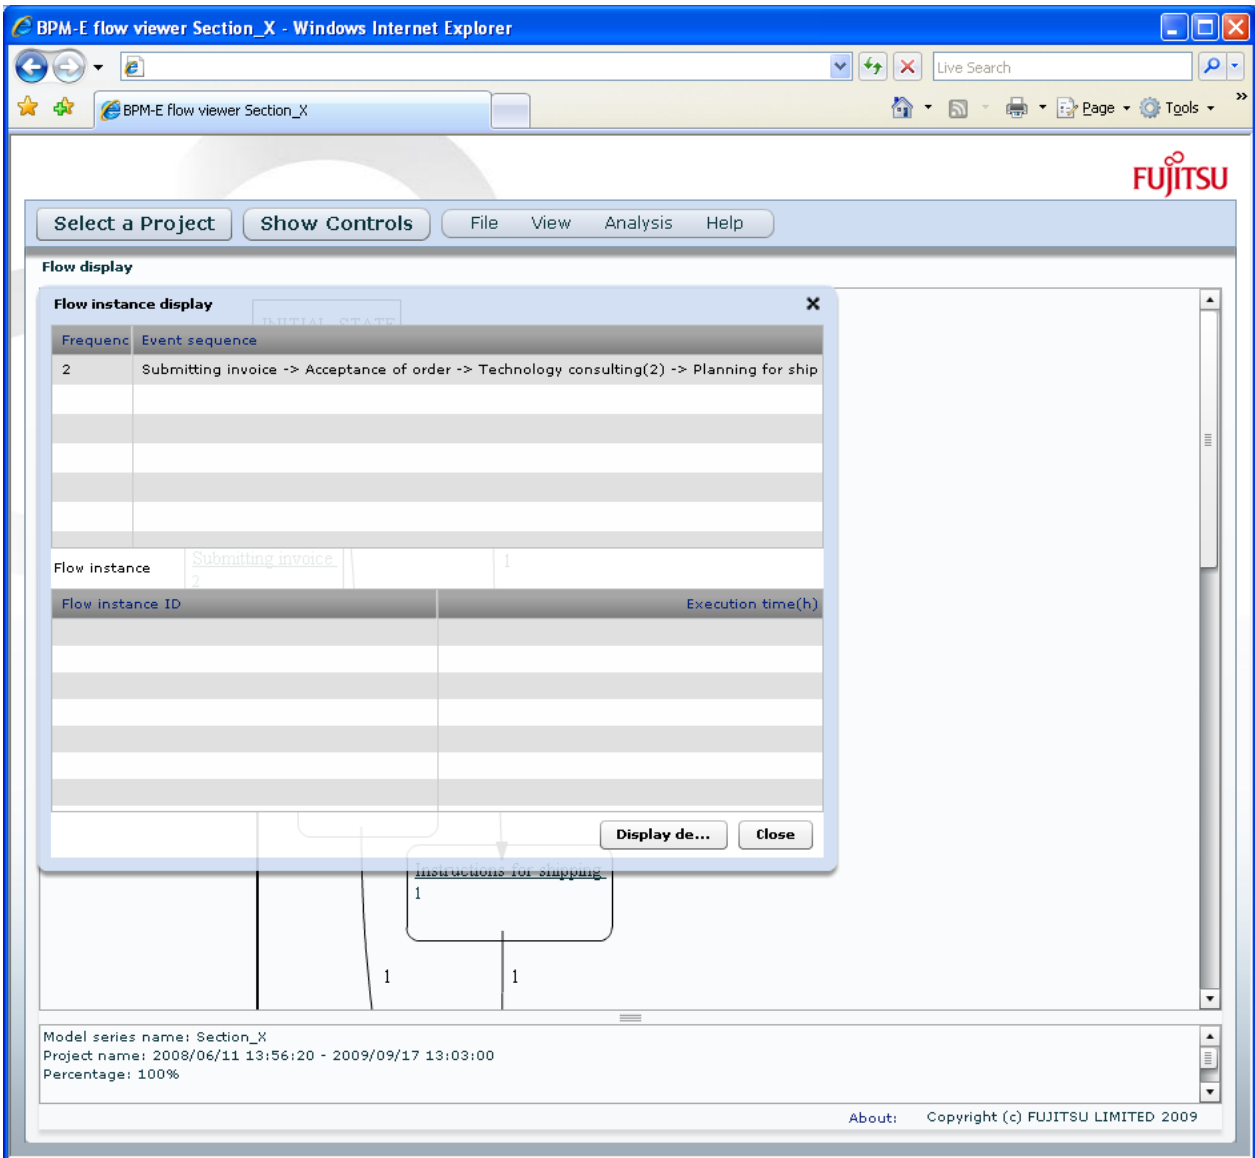 BPM-E flow viewer Section_X - Windows Internet Explorer
Live Search
BPM-E flow viewer Section_X
Page
Tools
FUJITSU
Select a Project
Show Controls
File
View
Analysis
Help
Flow display
Flow instance display
INITIAL STATE
Frequenc
Event sequence
2
Submitting invoice -> Acceptance of order -> Technology consulting(2) -> Planning for ship
Flow instance
Submitting invoice
2
1
Flow instance ID
Execution time(h)
Display de...
Close
Instructions for shipping
1
1
1
Model series name: Section_X
Project name: 2008/06/11 13:56:20 - 2009/09/17 13:03:00
Percentage: 100%
About:
Copyright (c) FUJITSU LIMITED 2009